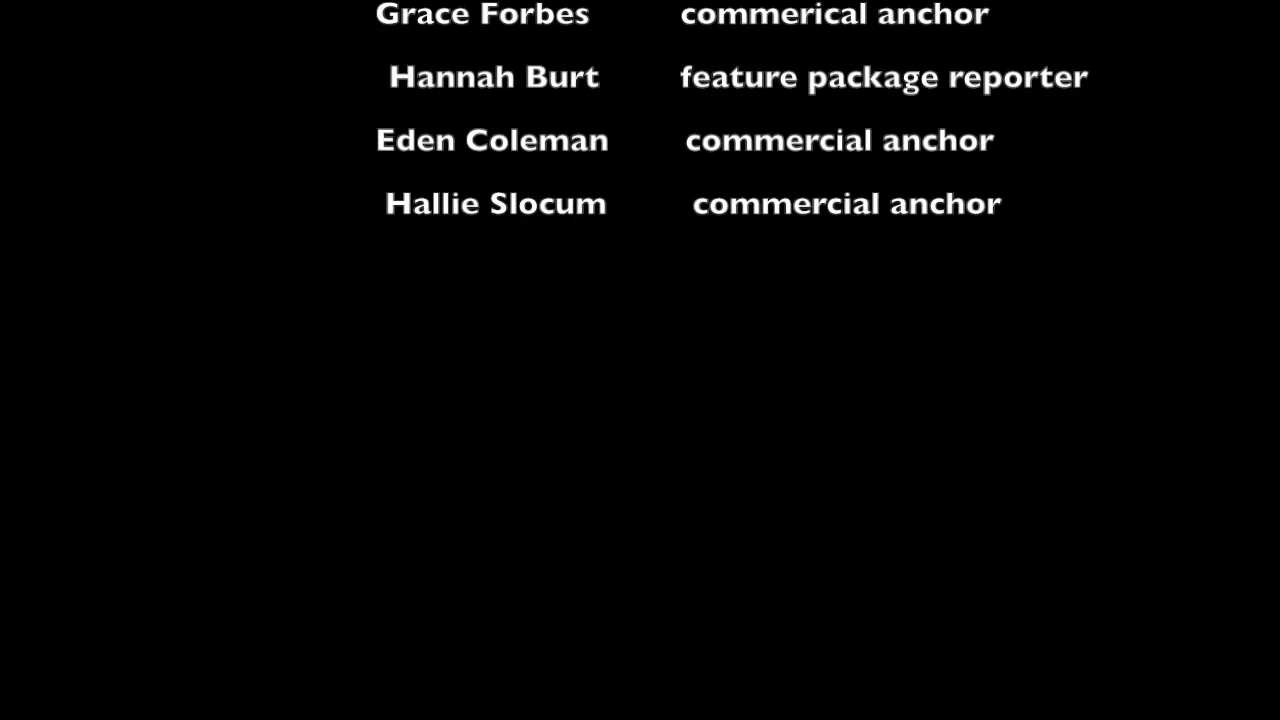 Grace Forbes commerical anchor
Hannah Burt feature package reporter
Eden Coleman commercial anchor
Hallie Slocum commercial anchor